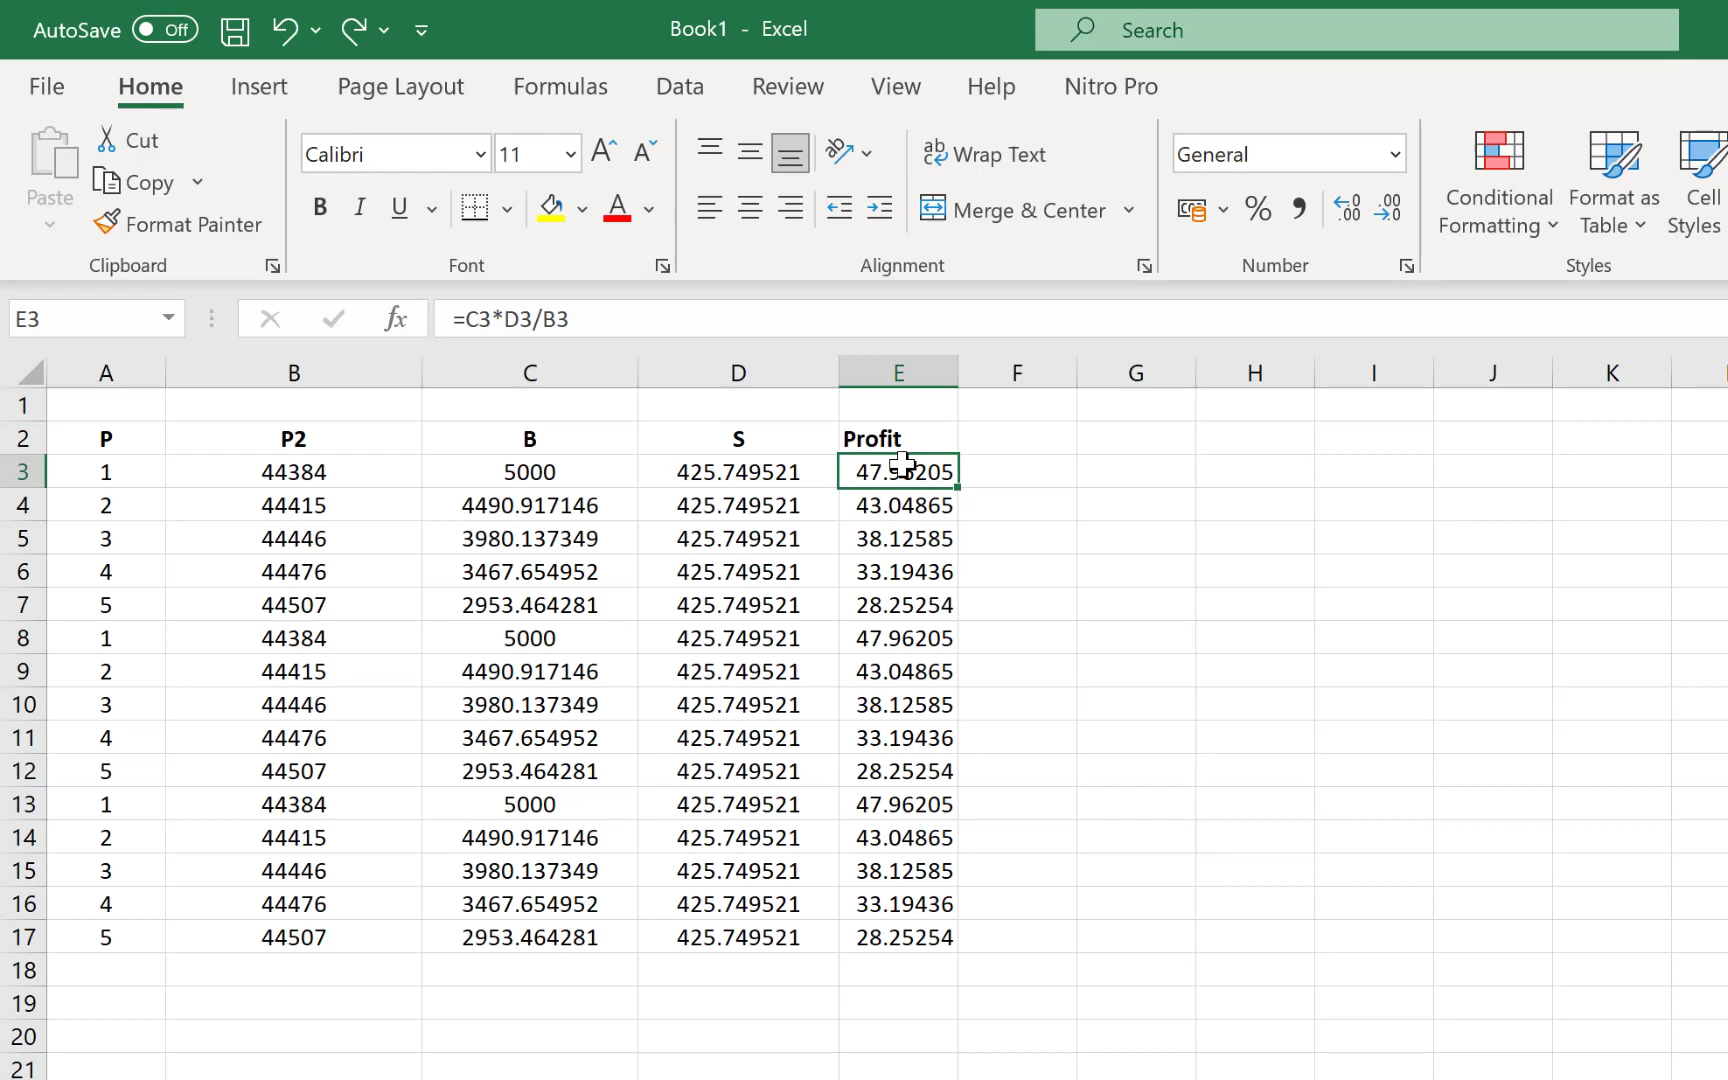 AutoSave Off Book1 - Excel Search
File Home Insert Page Layout Formulas Data Review View Help Nitro Pro
Paste
Cut
Copy
Format Painter
Clipboard
Calibri 11
B I U A
Font
Wrap Text
Merge & Center
Alignment
General
% 9 .00 .00
Number
Conditional Formatting
Format as Table
Cell Styles
Styles
E3 fx =C3*D3/B3
A B C D E F G H I J K
1
2 P P2 B S Profit
3 1 44384 5000 425.749521
4 2 44415 4490.917146 425.749521 43.04865
5 3 44446 3980.137349 425.749521 38.12585
6 4 44476 3467.654952 425.749521 33.19436
7 5 44507 2953.464281 425.749521 28.25254
8 1 44384 5000 425.749521 47.96205
9 2 44415 4490.917146 425.749521 43.04865
10 3 44446 3980.137349 425.749521 38.12585
11 4 44476 3467.654952 425.749521 33.19436
12 5 44507 2953.464281 425.749521 28.25254
13 1 44384 5000 425.749521 47.96205
14 2 44415 4490.917146 425.749521 43.04865
15 3 44446 3980.137349 425.749521 38.12585
16 4 44476 3467.654952 425.749521 33.19436
17 5 44507 2953.464281 425.749521 28.25254
18
19
20
21